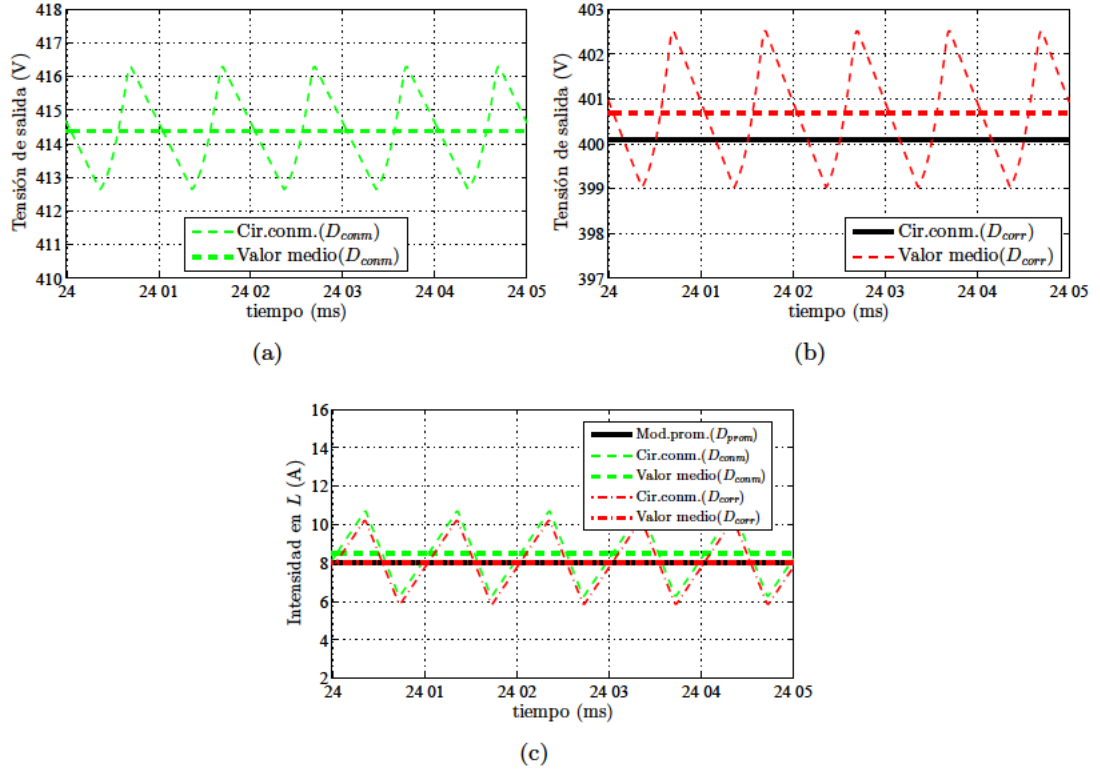 418
417
416
415
414
413
412
411
410
Tensión de salida (V)
Cir.conm.(D_conm)
Valor medio(D_conm)
24 24 01 24 02 24 03 24 04 24 05
tiempo (ms)
(a)
403
402
401
400
399
398
397
Tensión de salida (V)
Cir.conm.(D_corr)
Valor medio(D_corr)
24 24 01 24 02 24 03 24 04 24 05
tiempo (ms)
(b)
16
14
12
10
8
6
4
2
Intensidad en L (A)
Mod.prom.(D_prom)
Cir.conm.(D_conm)
Valor medio(D_conm)
Cir.conm.(D_corr)
Valor medio(D_corr)
24 24 01 24 02 24 03 24 04 24 05
tiempo (ms)
(c)